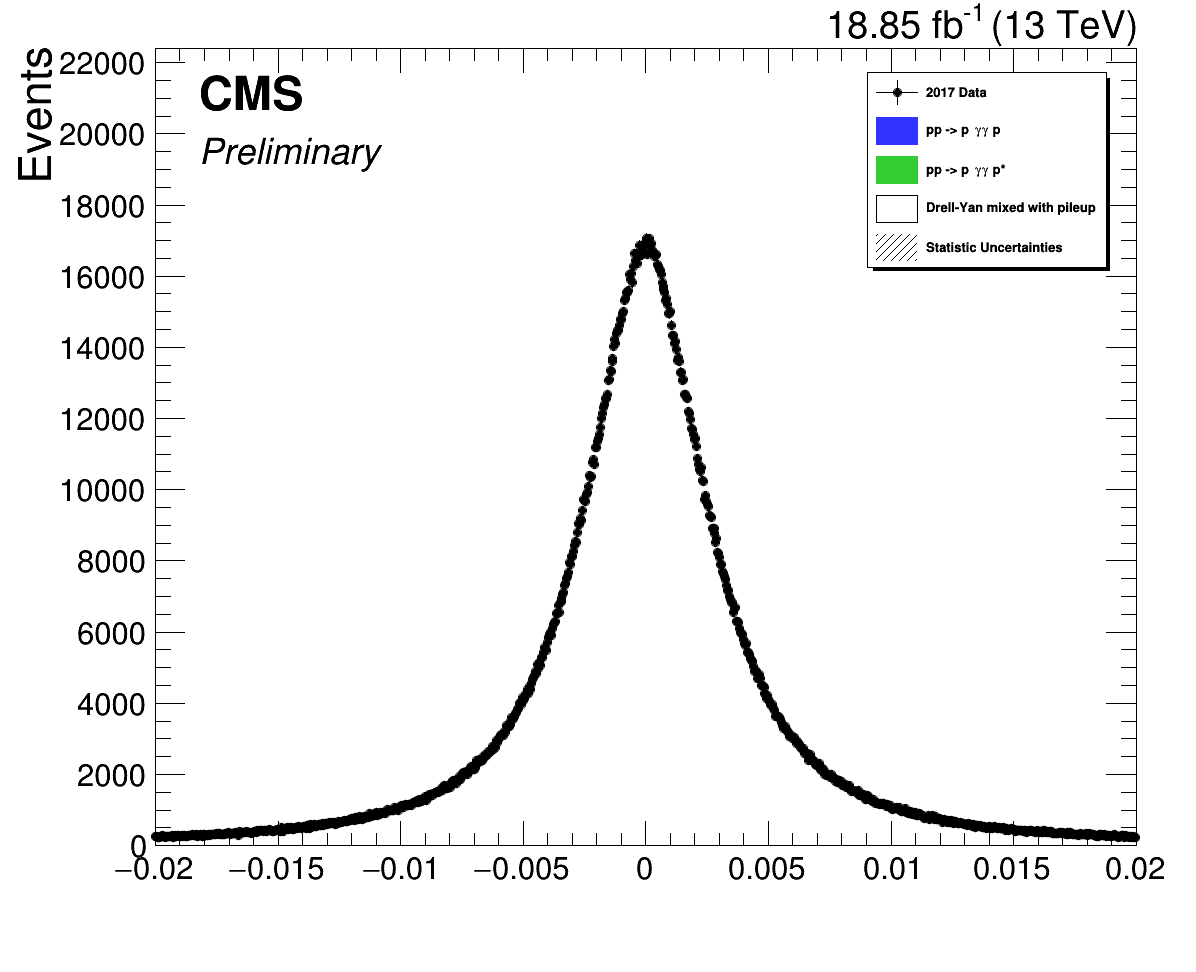 18.85 fb⁻¹ (13 TeV)
Events
CMS
Preliminary
2017 Data
pp -> p γγ p
pp -> p γγ p*
Drell-Yan mixed with pileup
Statistic Uncertainties
22000
20000
18000
16000
14000
12000
10000
8000
6000
4000
2000
0
−0.02 −0.015 −0.01 −0.005 0 0.005 0.01 0.015 0.02